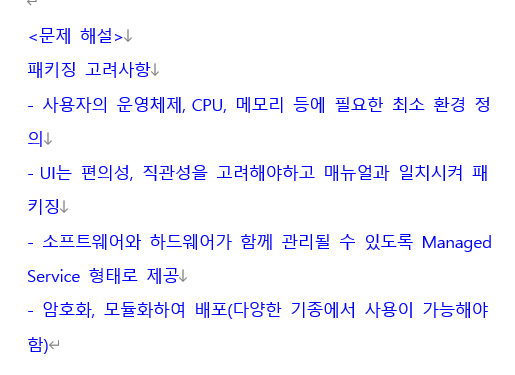 <문제 해설>
패키징 고려사항
- 사용자의 운영체제, CPU, 메모리 등에 필요한 최소 환경 정
의
- UI는 편의성, 직관성을 고려해야하고 매뉴얼과 일치시켜 패
키징
- 소프트웨어와 하드웨어가 함께 관리될 수 있도록 Managed
Service 형태로 제공
- 암호화, 모듈화하여 배포(다양한 기종에서 사용이 가능해야
함)